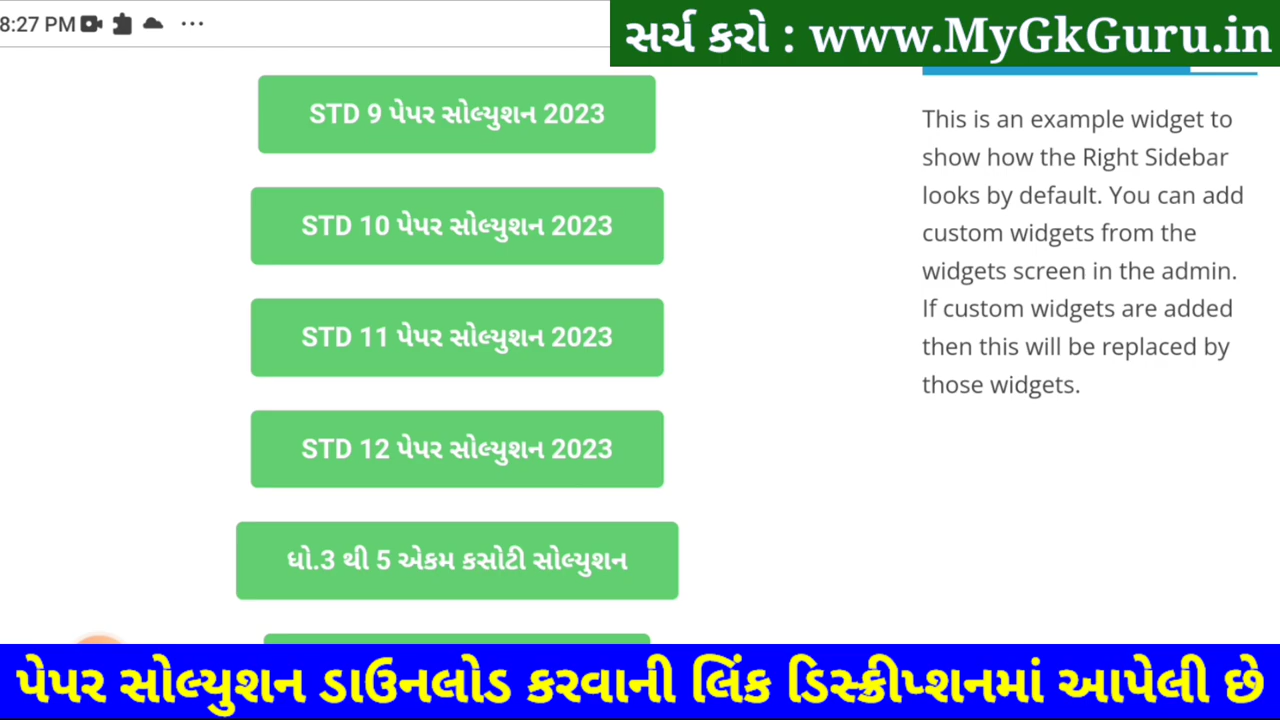 8:27 PM
સર્ચ કરો : www.MyGkGuru.in
STD 9 પેપર સોલ્યુશન 2023
STD 10 પેપર સોલ્યુશન 2023
STD 11 પેપર સોલ્યુશન 2023
STD 12 પેપર સોલ્યુશન 2023
ધો.3 થી 5 એકમ કસોટી સોલ્યુશન
This is an example widget to
show how the Right Sidebar
looks by default. You can add
custom widgets from the
widgets screen in the admin.
If custom widgets are added
then this will be replaced by
those widgets.
પેપર સોલ્યુશન ડાઉનલોડ કરવાની લિંક ડિસ્ક્રીપ્શનમાં આપેલી છે